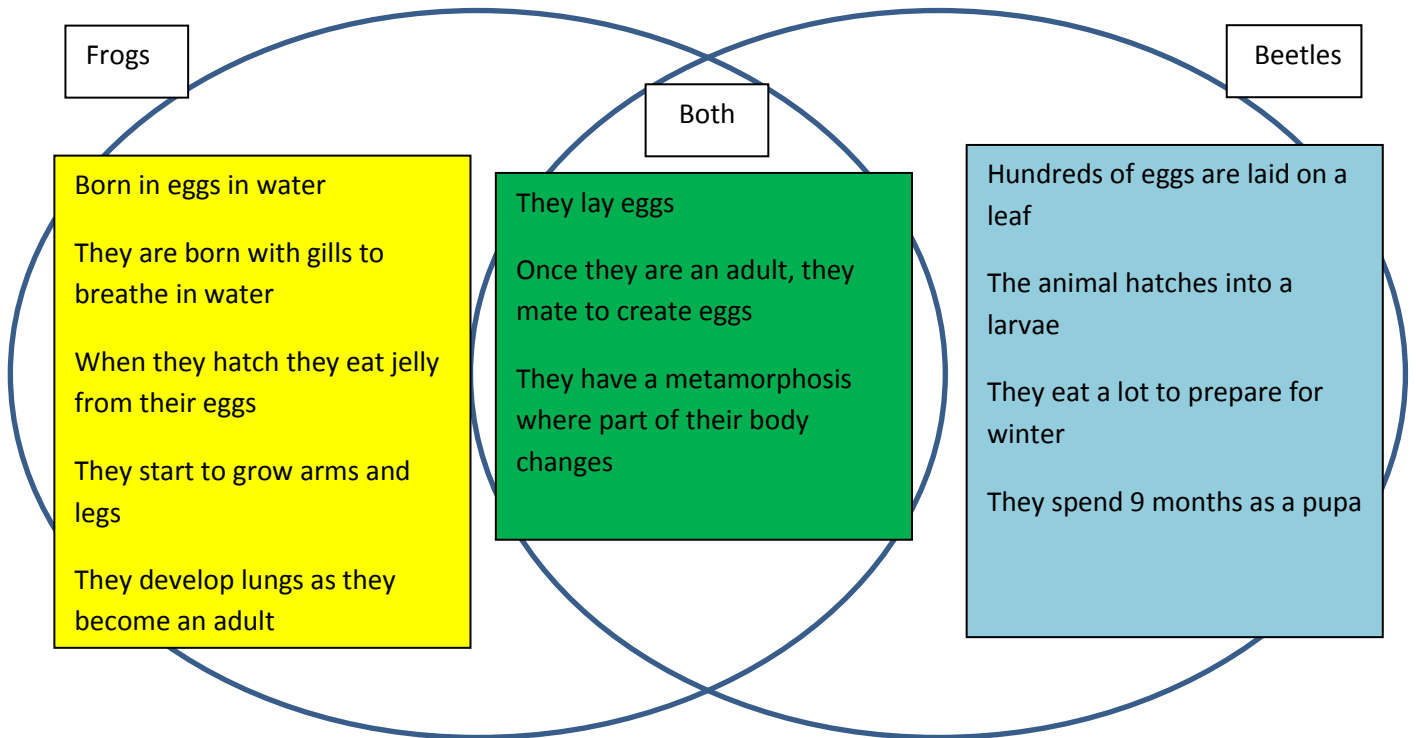 Frogs
Both
Beetles
Born in eggs in water
They are born with gills to
breathe in water
When they hatch they eat jelly
from their eggs
They start to grow arms and
legs
They develop lungs as they
become an adult
They lay eggs
Once they are an adult, they
mate to create eggs
They have a metamorphosis
where part of their body
changes
Hundreds of eggs are laid on a
leaf
The animal hatches into a
larvae
They eat a lot to prepare for
winter
They spend 9 months as a pupa